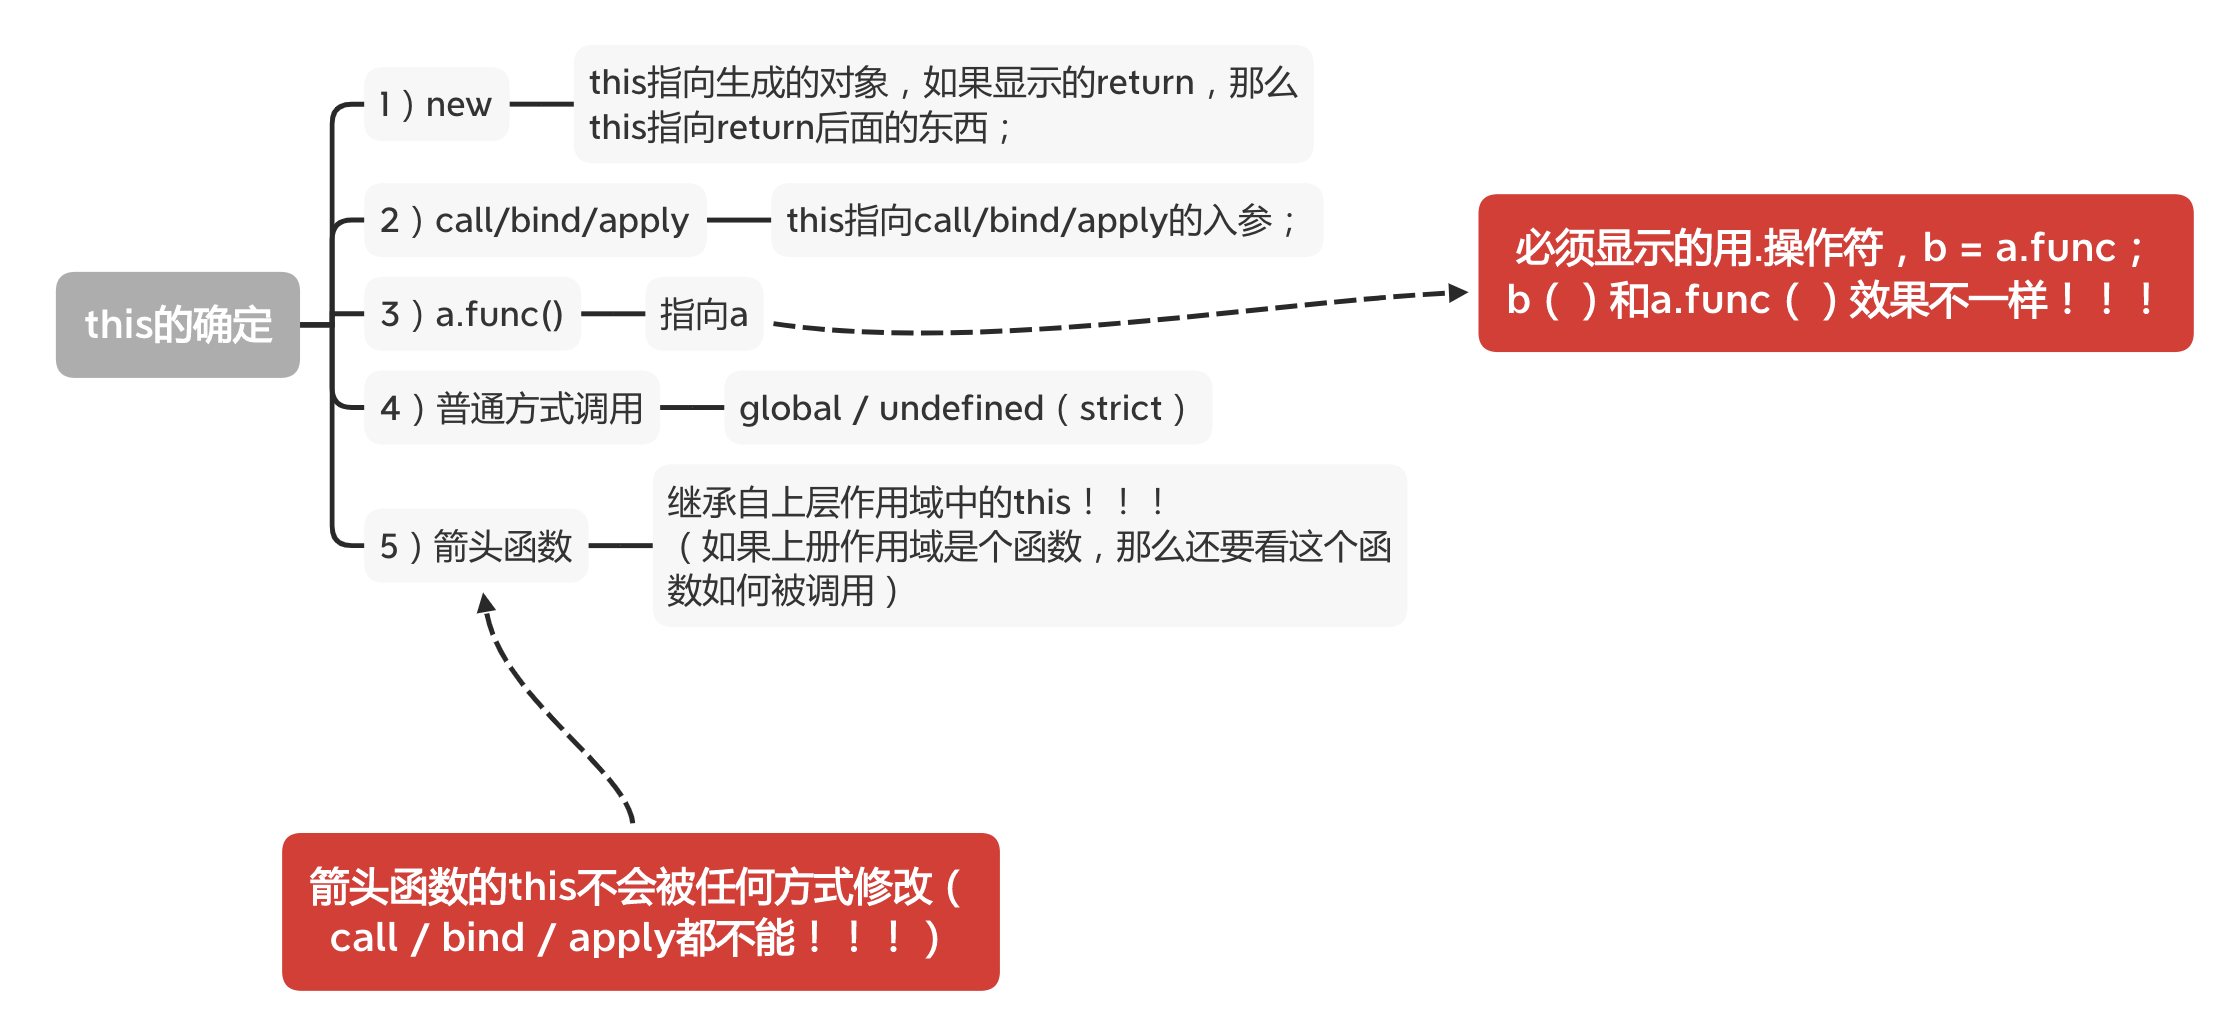 this的确定
1）new
this指向生成的对象，如果显示的return，那么
this指向return后面的东西；
2）call/bind/apply
this指向call/bind/apply的入参；
3）a.func()
指向a
必须显示的用.操作符，b = a.func；
b（ ）和a.func（ ）效果不一样！！！
4）普通方式调用
global / undefined（strict）
5）箭头函数
继承自上层作用域中的this！！！
（如果上册作用域是个函数，那么还要看这个函
数如何被调用）
箭头函数的this不会被任何方式修改（
call / bind / apply都不能！！！）